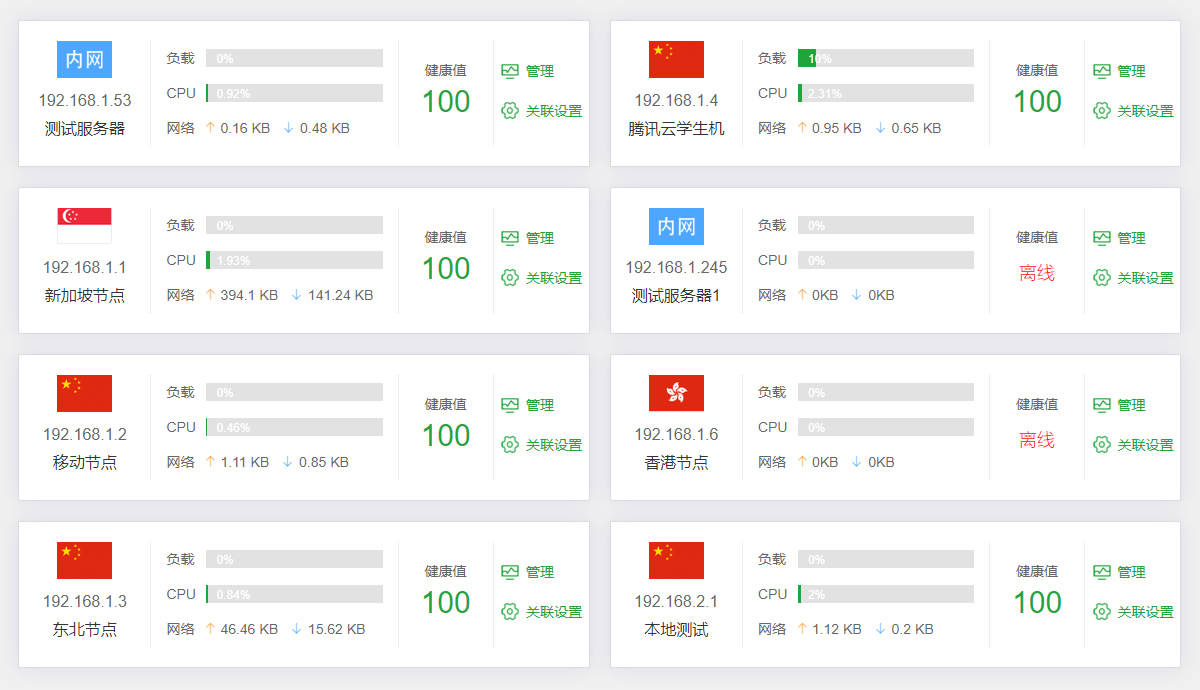 内网
192.168.1.53
测试服务器
负载 0%
CPU 0.92%
网络 ↑ 0.16 KB ↓ 0.48 KB
健康值
100
管理
关联设置
192.168.1.4
腾讯云学生机
负载 10%
CPU 2.31%
网络 ↑ 0.95 KB ↓ 0.65 KB
健康值
100
管理
关联设置
192.168.1.1
新加坡节点
负载 0%
CPU 1.93%
网络 ↑ 394.1 KB ↓ 141.24 KB
健康值
100
管理
关联设置
内网
192.168.1.245
测试服务器1
负载 0%
CPU 0%
网络 ↑ 0KB ↓ 0KB
健康值
离线
管理
关联设置
192.168.1.2
移动节点
负载 0%
CPU 0.46%
网络 ↑ 1.11 KB ↓ 0.85 KB
健康值
100
管理
关联设置
192.168.1.6
香港节点
负载 0%
CPU 0%
网络 ↑ 0KB ↓ 0KB
健康值
离线
管理
关联设置
192.168.1.3
东北节点
负载 0%
CPU 0.84%
网络 ↑ 46.46 KB ↓ 15.62 KB
健康值
100
管理
关联设置
192.168.2.1
本地测试
负载 0%
CPU 2%
网络 ↑ 1.12 KB ↓ 0.2 KB
健康值
100
管理
关联设置